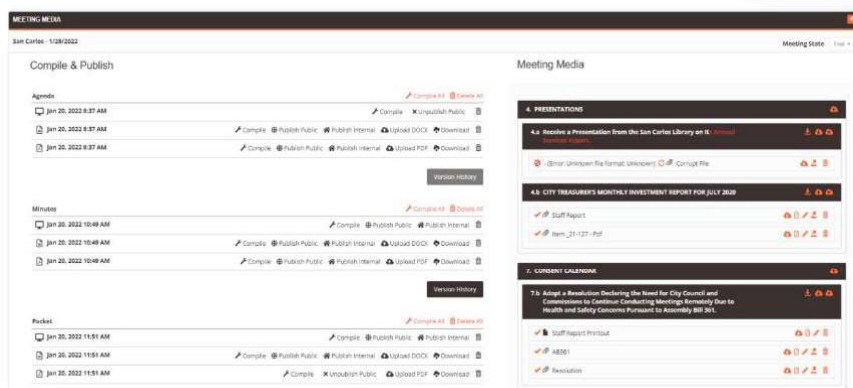 MEETING MEDIA
San Carlos - 1/28/2022
Meeting State
Compile & Publish
Agenda
Compile All Delete All
Jan 20, 2022 8:37 AM
Compile Unpublish Public
Jan 20, 2022 8:37 AM
Compile Publish Public Publish Internal Upload DOCX Download
Jan 20, 2022 8:37 AM
Compile Publish Public Publish Internal Upload PDF Download
Version History
Minutes
Compile All Delete All
Jan 20, 2022 10:49 AM
Compile Publish Public Publish Internal
Jan 20, 2022 10:49 AM
Compile Publish Public Publish Internal Upload DOCX Download
Jan 20, 2022 10:49 AM
Compile Publish Public Publish Internal Upload PDF Download
Version History
Packet
Compile All Delete All
Jan 20, 2022 11:51 AM
Compile Publish Public Publish Internal
Jan 20, 2022 11:51 AM
Compile Publish Public Publish Internal Upload DOCX Download
Jan 20, 2022 11:51 AM
Compile Unpublish Public Upload PDF Download
Meeting Media
4. PRESENTATIONS
4.a Receive a Presentation from the San Carlos Library on its Annual
Services Report.
- (Error: Unknown file format: Unknown) Corrupt File
4.b CITY TREASURER'S MONTHLY INVESTMENT REPORT FOR JULY 2020
Staff Report
Item _21-127 - Pdf
7. CONSENT CALENDAR
7.b Adopt a Resolution Declaring the Need for City Council and
Commissions to Continue Conducting Meetings Remotely Due to
Health and Safety Concerns Pursuant to Assembly Bill 361.
Staff Report Printout
AB361
Resolution